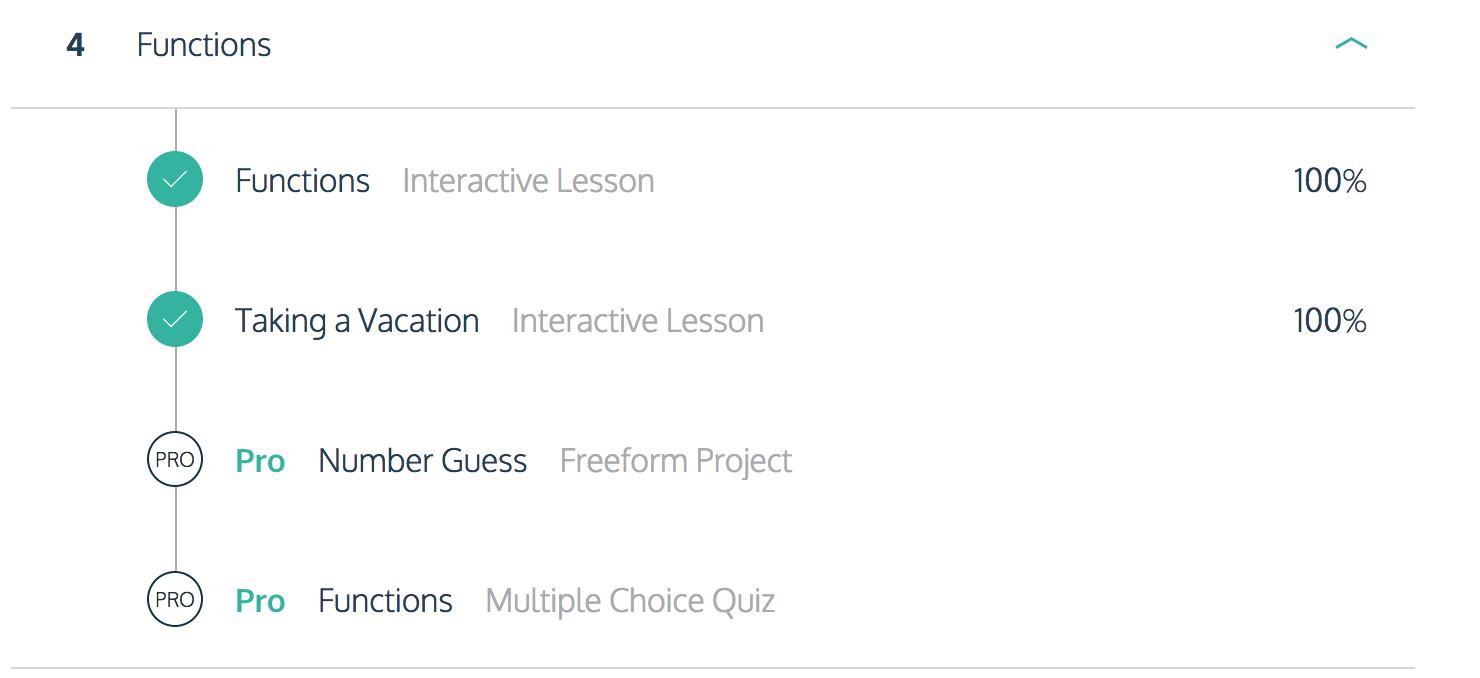 4 Functions
Functions Interactive Lesson 100%
Taking a Vacation Interactive Lesson 100%
PRO Pro Number Guess Freeform Project
PRO Pro Functions Multiple Choice Quiz